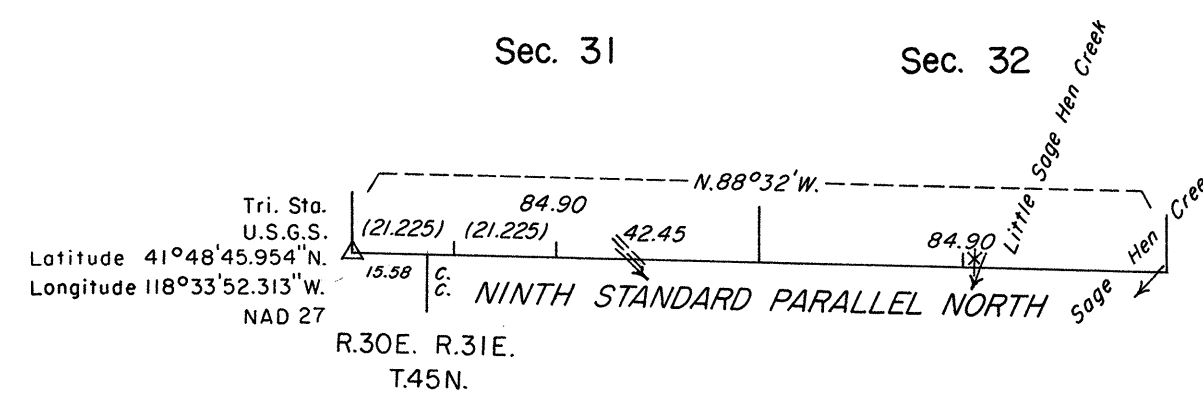 Sec. 31
Sec. 32
Little Sage Hen Creek
N.88°32'W.
Tri. Sta.
U.S.G.S.
Latitude 41°48'45.954"N.
Longitude 118°33'52.313"W.
NAD 27
84.90
(21.225) (21.225) 42.45
84.90
15.58
C.
C.
NINTH STANDARD PARALLEL NORTH
Sage Hen Cree
R.30E. R.31E.
T.45N.